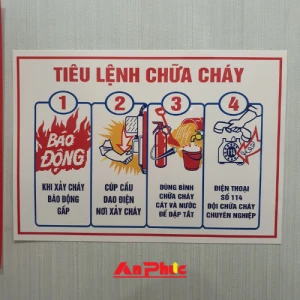 TIÊU LỆNH CHỮA CHÁY
1
BÁO
ĐỘNG
KHI XẢY CHÁY
BÁO ĐỘNG
GẤP
2
CÚP CẦU
DAO ĐIỆN
NƠI XẢY CHÁY
3
DÙNG BÌNH
CHỮA CHÁY
CÁT VÀ NƯỚC
ĐỂ DẬP TẮT
4
ĐIỆN THOẠI
SỐ 114
ĐỘI CHỮA CHÁY
CHUYÊN NGHIỆP
An Phúc